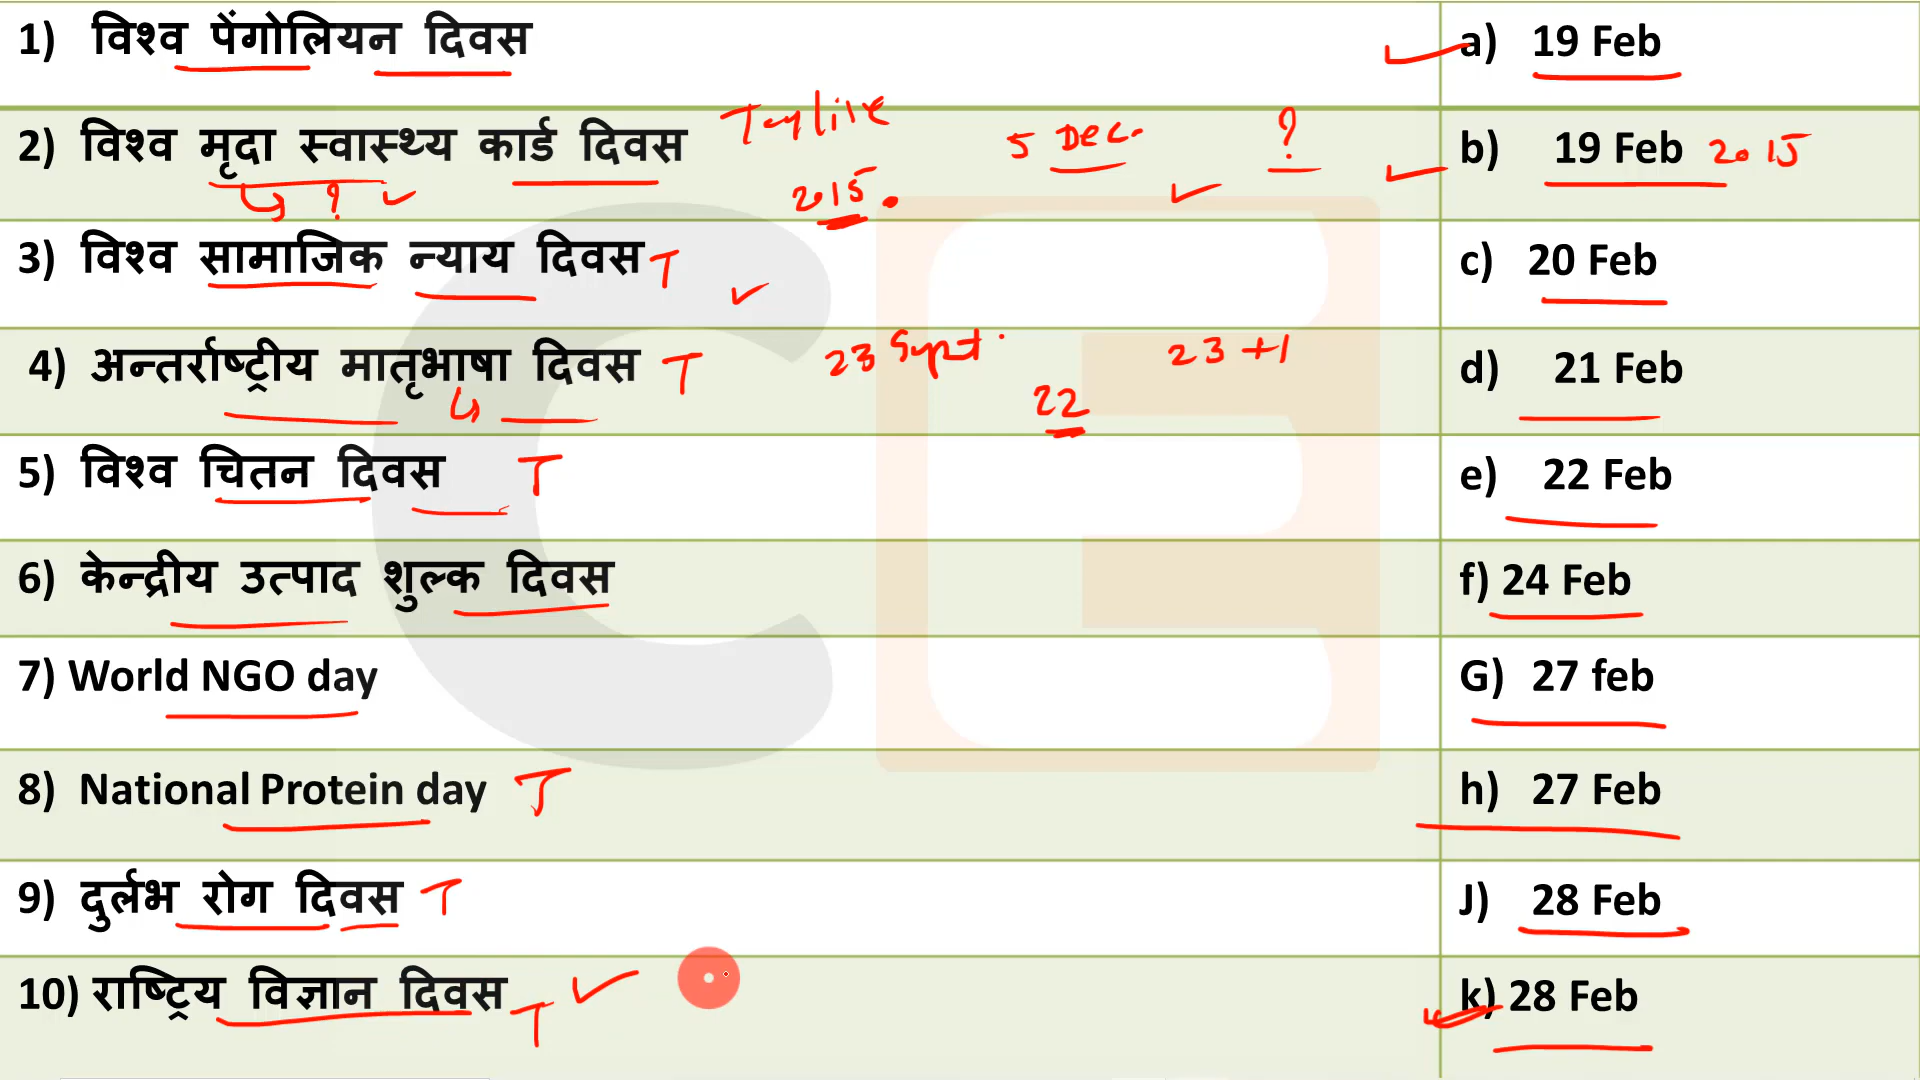 1) विश्व पेंगोलियन दिवस a) 19 Feb
2) विश्व मृदा स्वास्थ्य कार्ड दिवस 5 Dec. ? b) 19 Feb 2015
? 2015.
3) विश्व सामाजिक न्याय दिवस T c) 20 Feb
4) अन्तर्राष्ट्रीय मातृभाषा दिवस T 23 Sept. 23+1 d) 21 Feb
22
5) विश्व चितन दिवस T e) 22 Feb
6) केन्द्रीय उत्पाद शुल्क दिवस f) 24 Feb
7) World NGO day G) 27 feb
8) National Protein day T h) 27 Feb
9) दुर्लभ रोग दिवस T J) 28 Feb
10) राष्ट्रिय विज्ञान दिवस T k) 28 Feb
CE